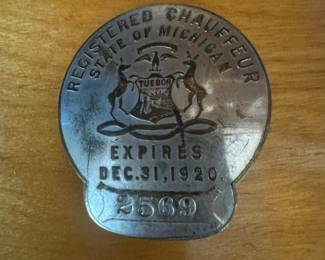 REGISTERED CHAUFFEUR
STATE OF MICHIGAN
TUEBOR
EXPIRES
DEC.31,1920.
2569